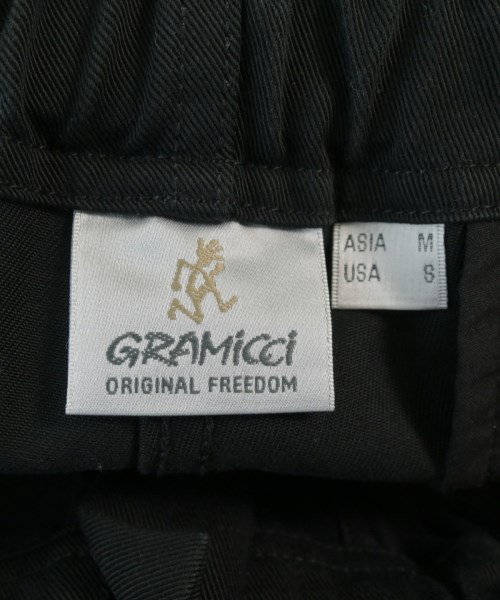 GRAMiCCi
ORIGINAL FREEDOM
ASIA M
USA S